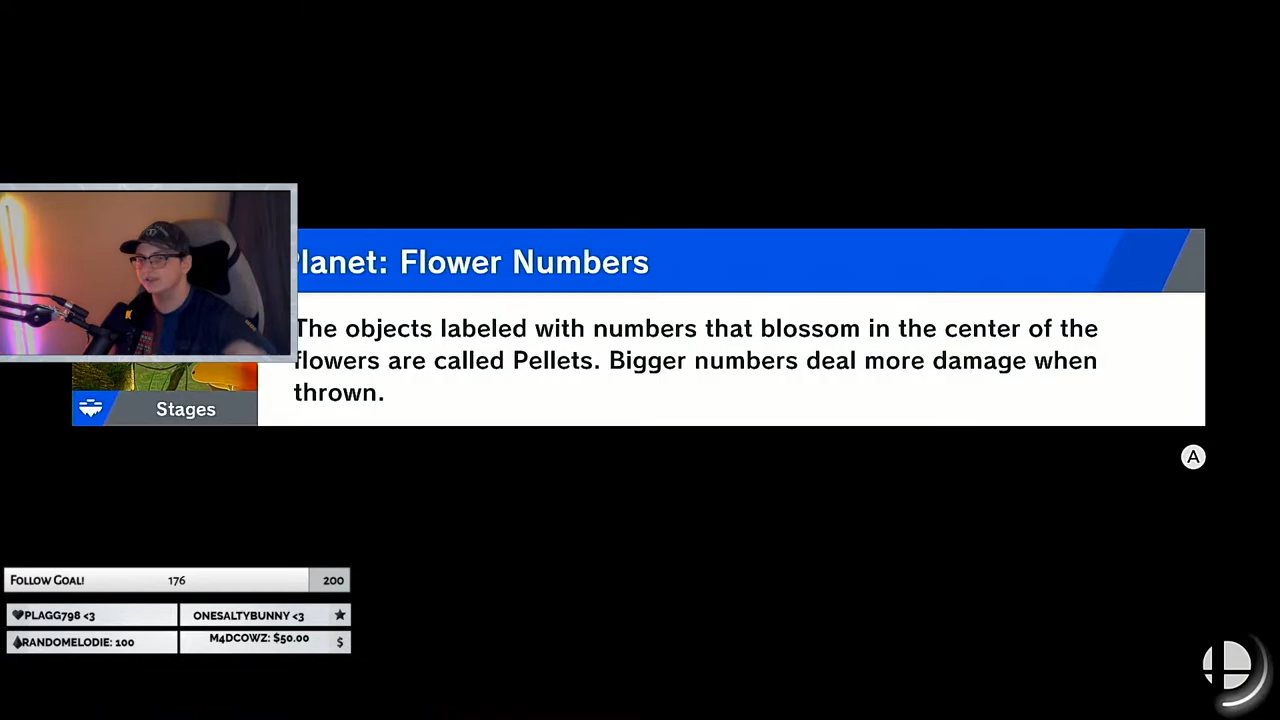 lanet: Flower Numbers
The objects labeled with numbers that blossom in the center of the
flowers are called Pellets. Bigger numbers deal more damage when
thrown.
Stages
A
FOLLOW GOAL! 176 200
PLAGG798 <3 ONESALTYBUNNY <3
RANDOMELODIE: 100 M4DCOWZ: $50.00 $